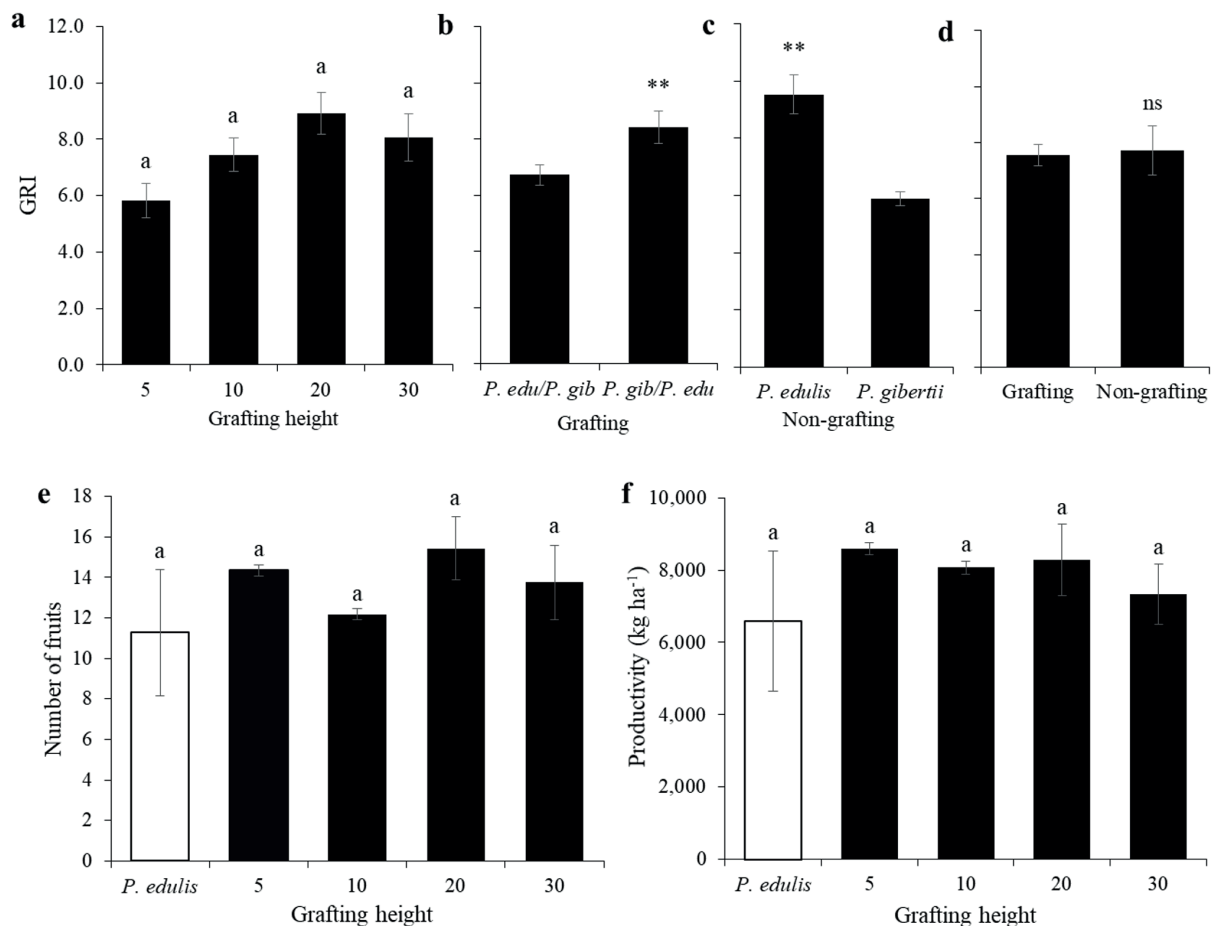 a
b
c
d
12.0
10.0
8.0
6.0
4.0
2.0
0.0
GRI
a
a
a
a
5 10 20 30
Grafting height
**
P. edu/P. gib P. gib/P. edu
Grafting
**
P. edulis P. gibertii
Non-grafting
ns
Grafting Non-grafting
e
18
16
14
12
10
8
6
4
2
0
Number of fruits
a
a
a
a
a
P. edulis 5 10 20 30
Grafting height
f
10,000
8,000
6,000
4,000
2,000
0
Productivity (kg ha-1)
a
a
a
a
a
P. edulis 5 10 20 30
Grafting height